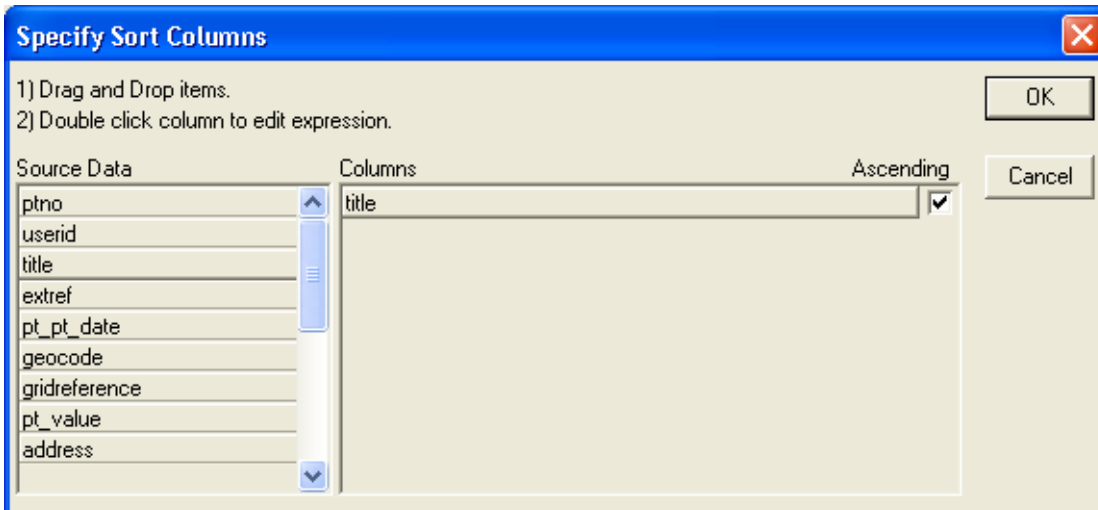 Specify Sort Columns
1) Drag and Drop items.
2) Double click column to edit expression.
OK
Cancel
Source Data
Columns
Ascending
ptno
userid
title
extref
pt_pt_date
geocode
gridreference
pt_value
address
title